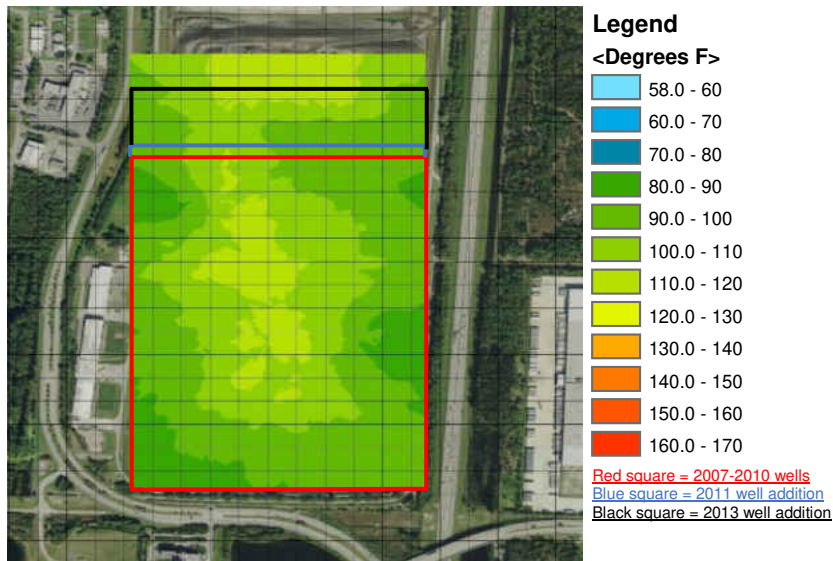 Legend
<Degrees F>
58.0 - 60
60.0 - 70
70.0 - 80
80.0 - 90
90.0 - 100
100.0 - 110
110.0 - 120
120.0 - 130
130.0 - 140
140.0 - 150
150.0 - 160
160.0 - 170
Red square = 2007-2010 wells
Blue square = 2011 well addition
Black square = 2013 well addition